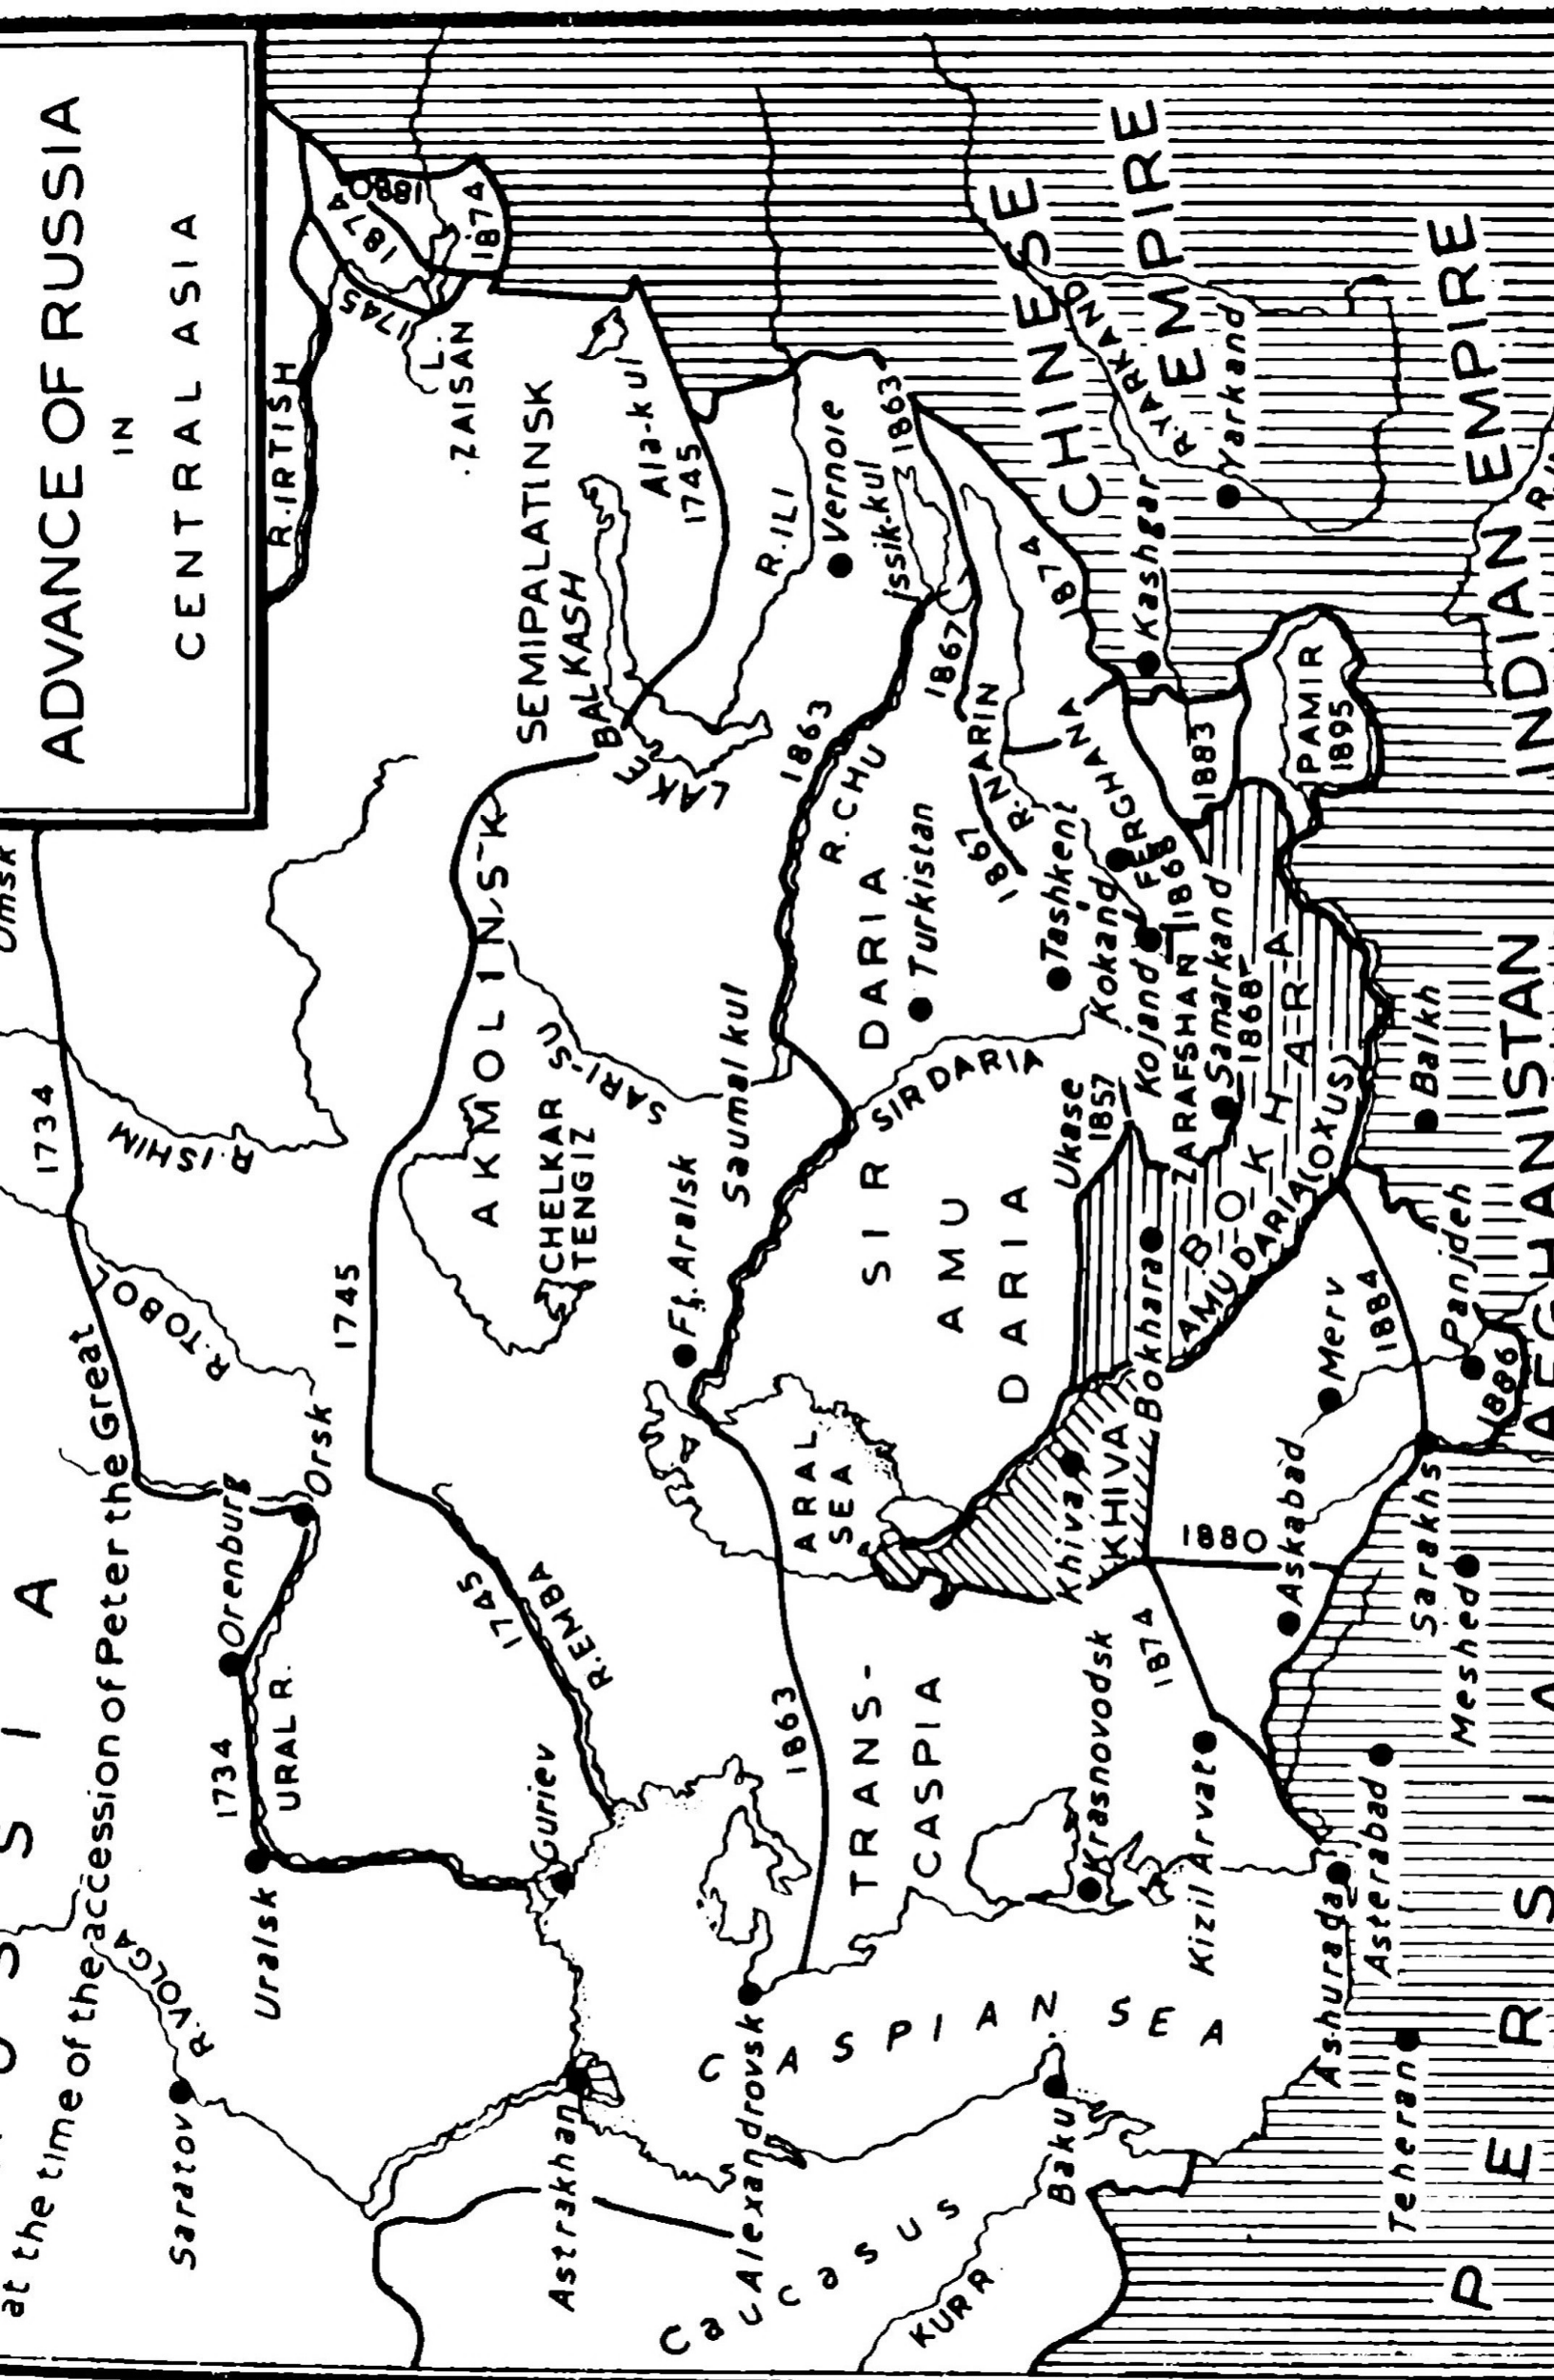 ADVANCE OF RUSSIA
IN
CENTRAL ASIA
S I A
at the time of the accession of Peter the Great
Omsk
1734
R. ISHIM
R. TOBOL
R. VOLGA
Saratov
Uralsk
1734
URAL R.
Orenburg
Orsk
R. IRTISH
1745
1874
1880
1874
L.
ZAISAN
SEMIPALATINSK
Ala-kul
1745
LAKE BALKASH
AKMOLINSK
1745
CHELKAR
TENGIZ
SARI-SU
Saumalkul
Ft. Aralsk
1745
R. EMBA
Guriev
Astrakhan
Alexandrovsk
Caucasus
KURR
Baku
CASPIAN SEA
TRANS-
CASPIA
1863
ARAL
SEA
R. ILI
Vernoie
Issik-kul
1863
1863
R. CHU
SIR DARIA
Turkistan
SIR DARIA
AMU
DARIA
1867
1867
R. NARIN
Tashkent
Kokand
FERGHANA
1874
Kojand
1868
ZARAFSHAN
Samarkand
1868
Ukase
1857
BOKHARA
Bokhara
AMU DARIA (OXUS)
Khiva
KHIVA
1880
1874
Krasnovodsk
Kizil Arvat
Askabad
Merv
1884
Panjdeh
1886
Sarakhs
Meshed
Asterabad
Ashurada
Teheran
PERSIA
AFGHANISTAN
Balkh
1883
PAMIR
1895
Kashgar
Yarkand
R. YARKAND
CHINESE
EMPIRE
INDIAN EMPIRE